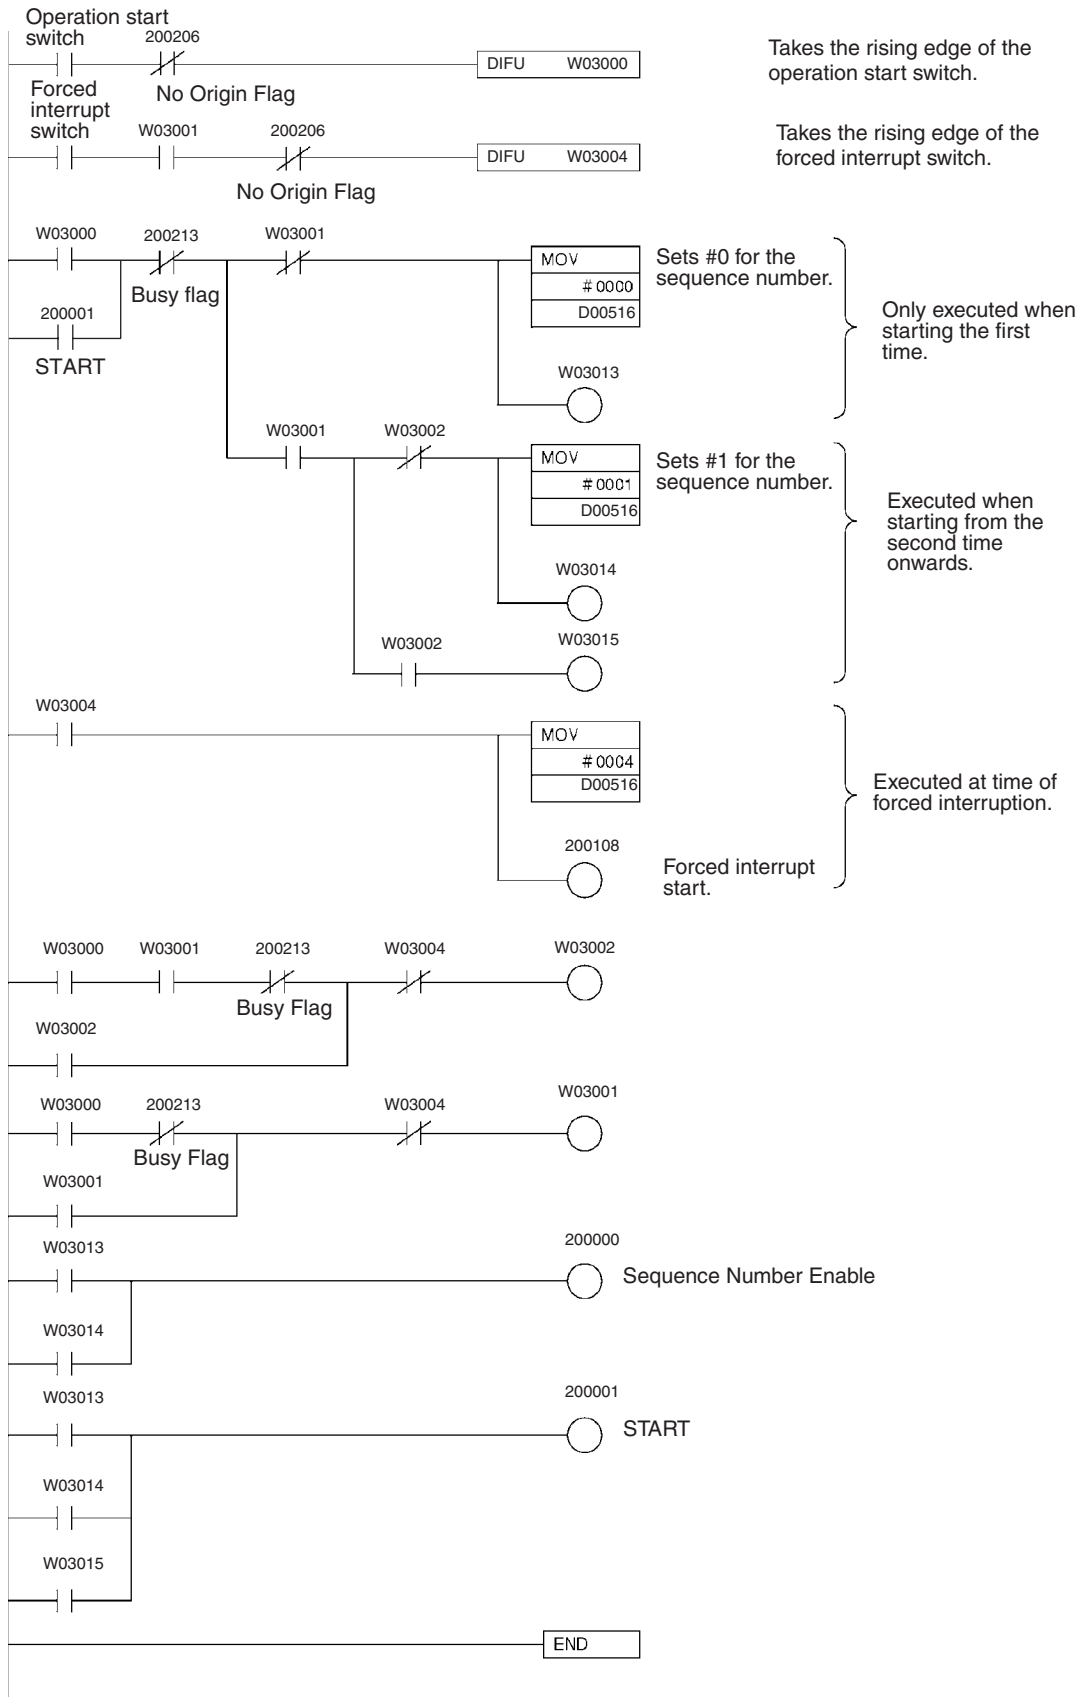 Operation start
switch
200206
DIFU W03000
Takes the rising edge of the
operation start switch.
No Origin Flag
Forced
interrupt
switch
W03001
200206
DIFU W03004
Takes the rising edge of the
forced interrupt switch.
No Origin Flag
W03000
200213
W03001
Busy flag
MOV
#0000
D00516
Sets #0 for the
sequence number.
Only executed when
starting the first
time.
200001
START
W03013
W03001
W03002
MOV
#0001
D00516
Sets #1 for the
sequence number.
Executed when
starting from the
second time
onwards.
W03014
W03002
W03015
W03004
MOV
#0004
D00516
Executed at time of
forced interruption.
200108
Forced interrupt
start.
W03000
W03001
200213
W03004
W03002
Busy Flag
W03002
W03000
200213
W03004
W03001
Busy Flag
W03001
W03013
200000
Sequence Number Enable
W03014
W03013
200001
START
W03014
W03015
END